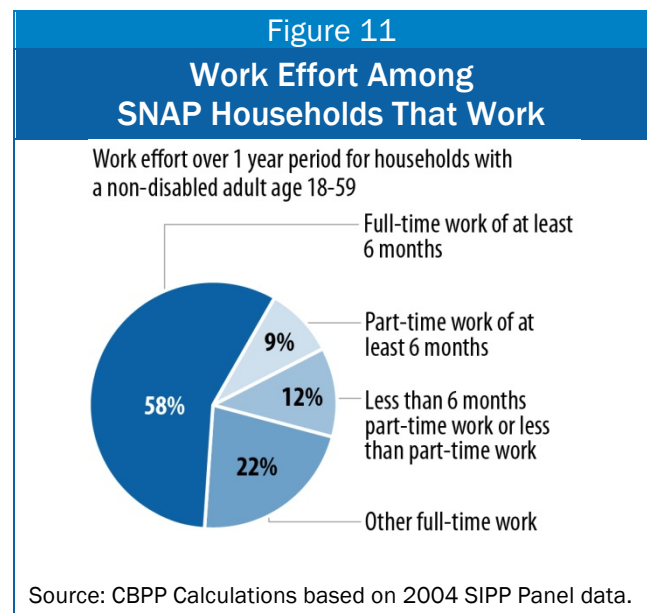 Figure 11
Work Effort Among
SNAP Households That Work
Work effort over 1 year period for households with
a non-disabled adult age 18-59
Full-time work of at least
6 months
Part-time work of at
least 6 months
9%
58%
12%
Less than 6 months
part-time work or less
than part-time work
22%
Other full-time work
Source: CBPP Calculations based on 2004 SIPP Panel data.